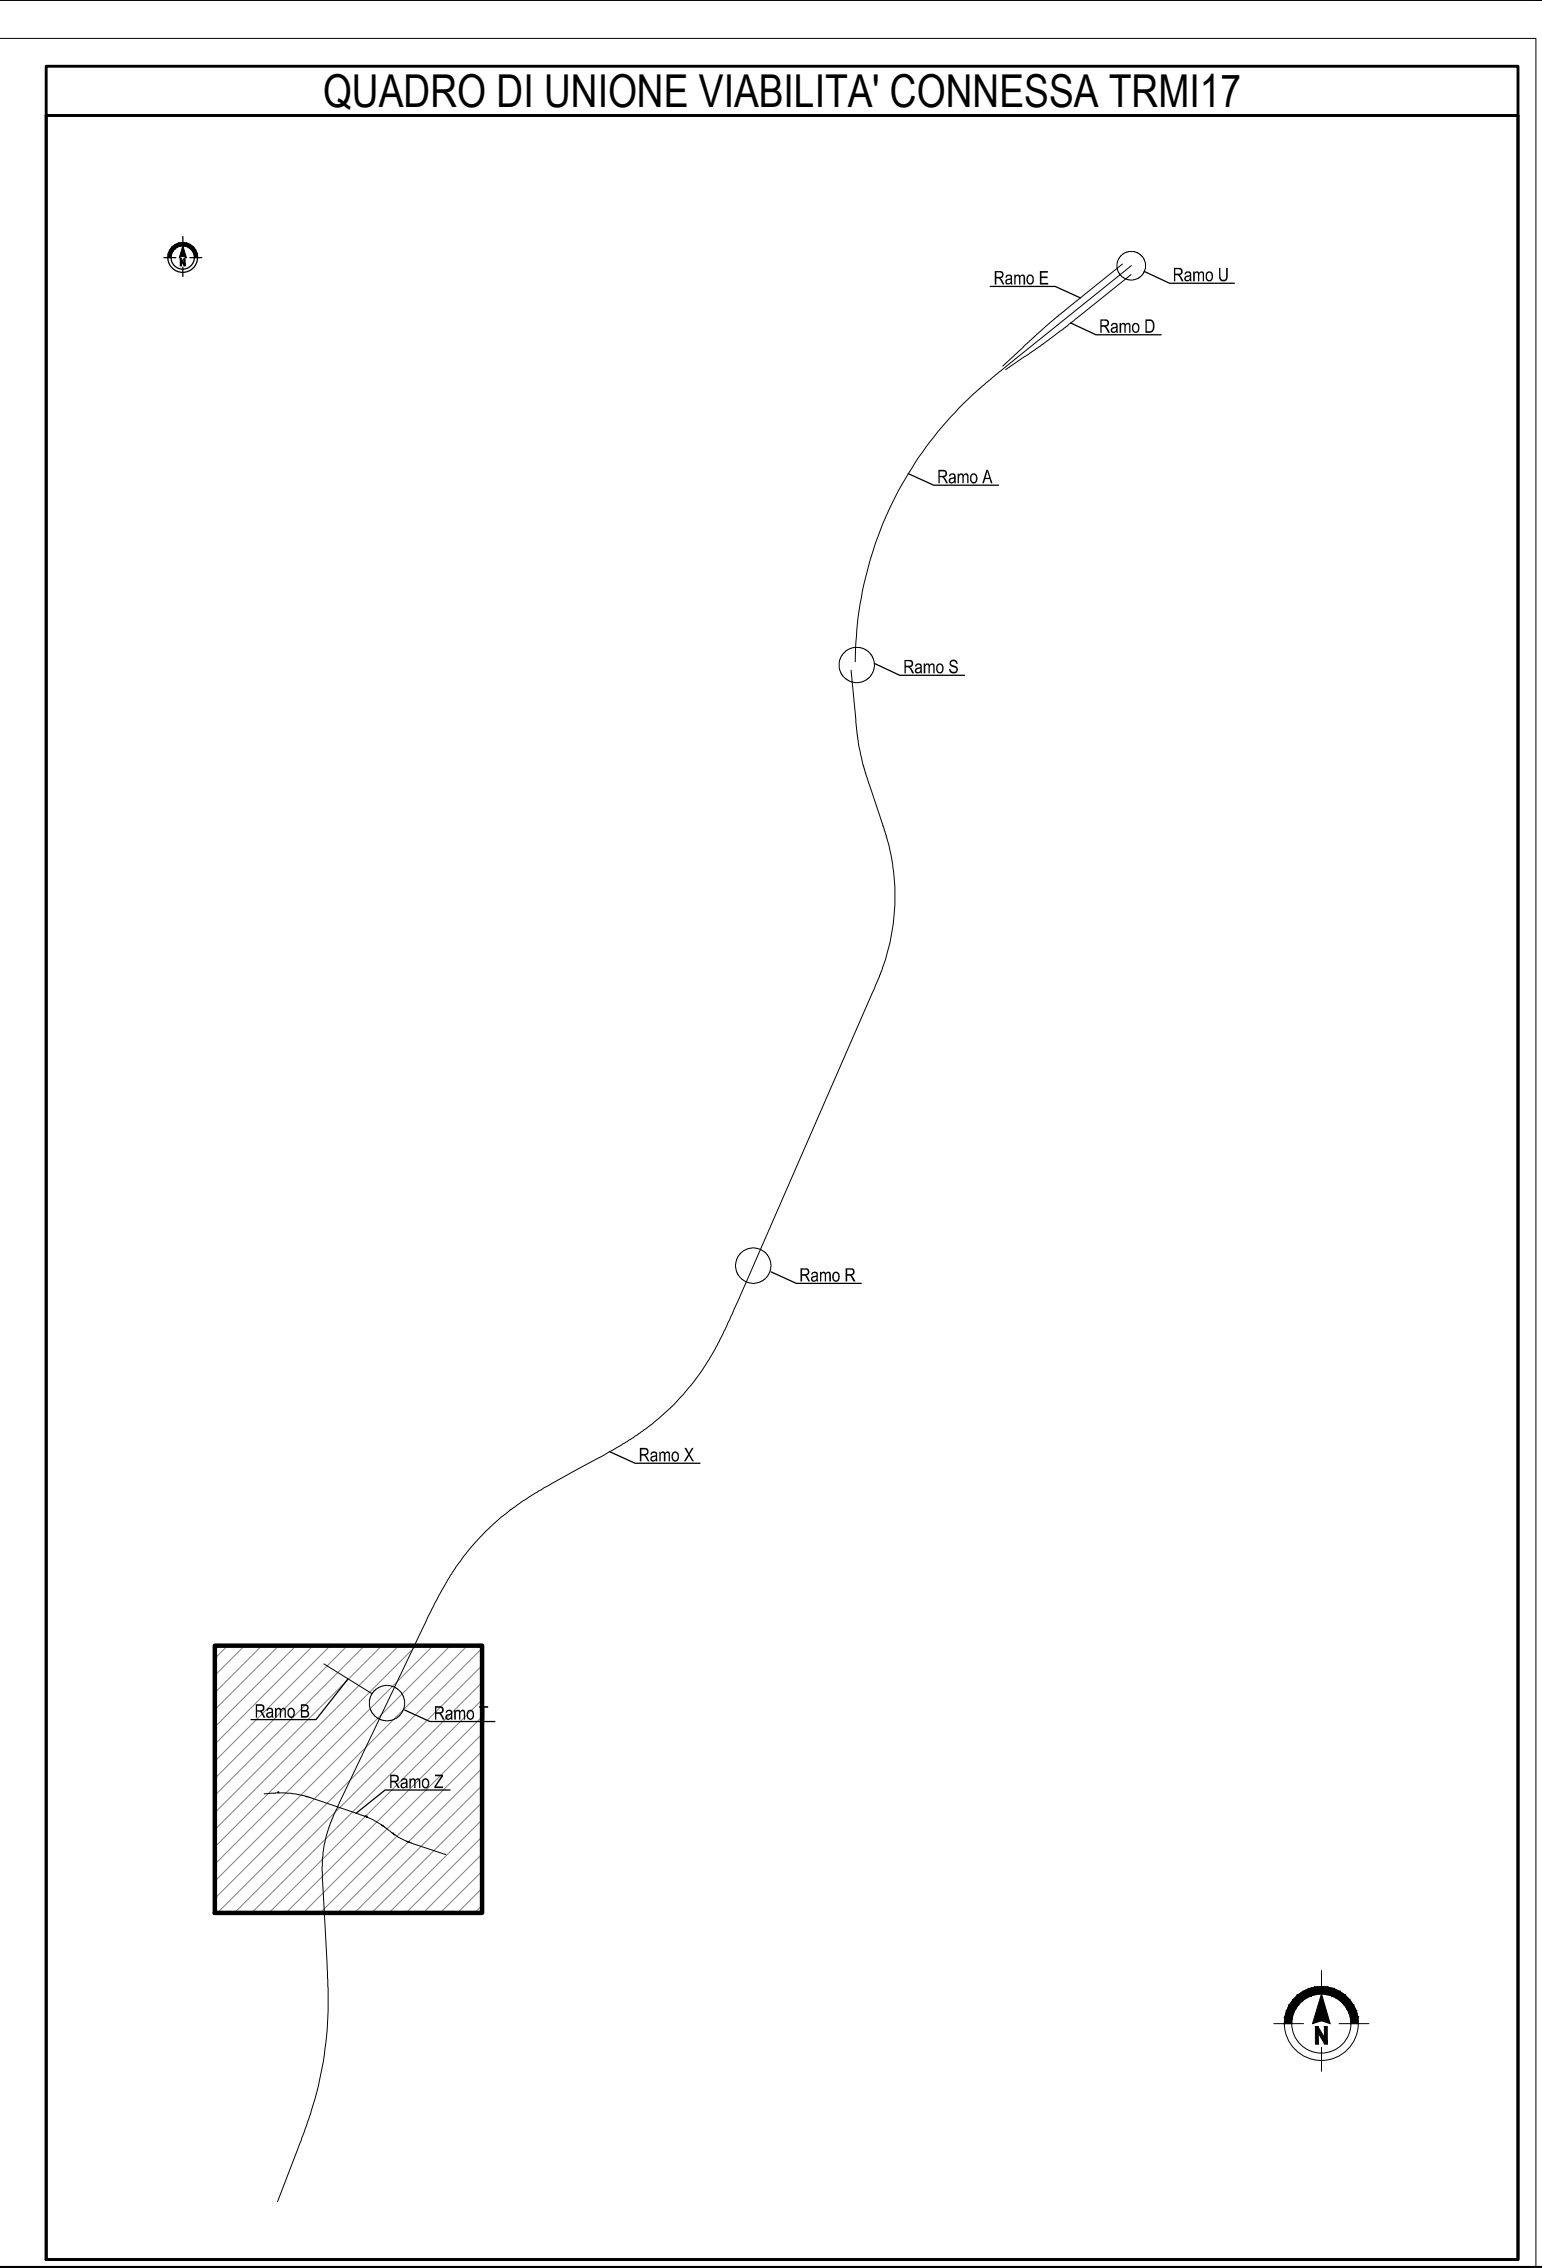 QUADRO DI UNIONE VIABILITA' CONNESSA TRMI17
N
Ramo E
Ramo U
Ramo D
Ramo A
Ramo S
Ramo R
Ramo X
Ramo B
Ramo T
Ramo Z
N